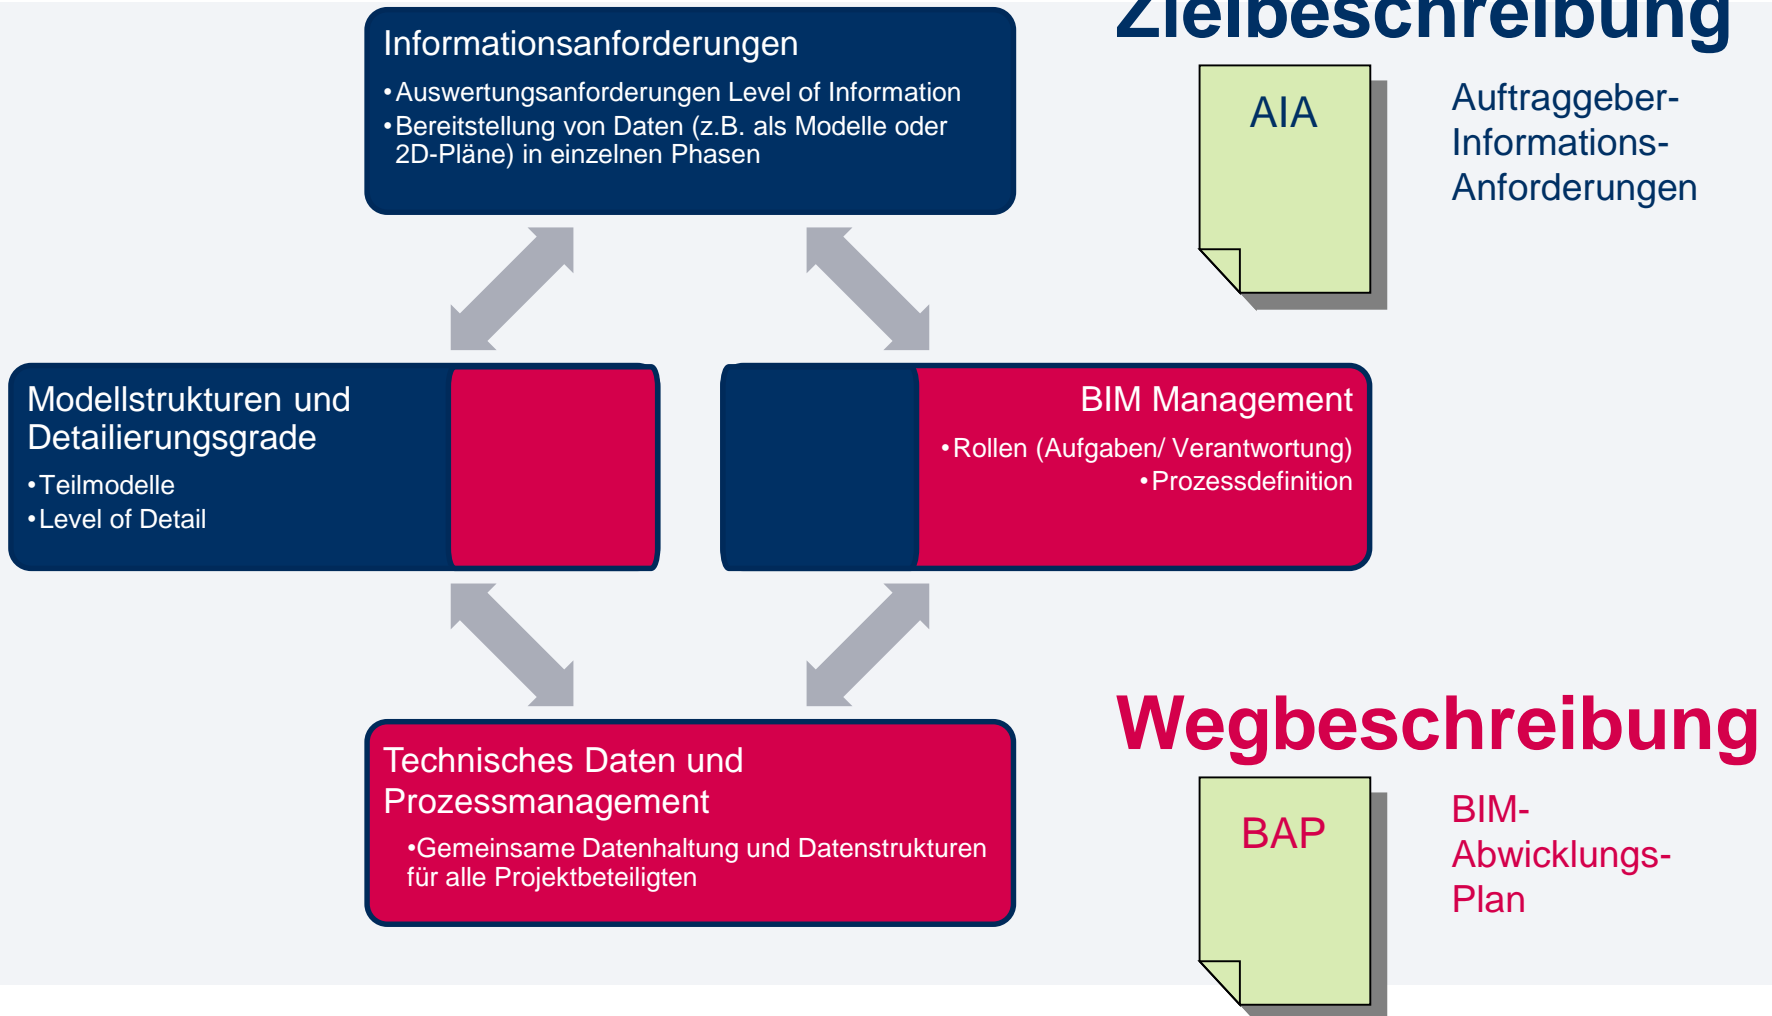 Zielbeschreibung
Informationsanforderungen
•Auswertungsanforderungen Level of Information
•Bereitstellung von Daten (z.B. als Modelle oder
2D-Pläne) in einzelnen Phasen
AIA
Auftraggeber-
Informations-
Anforderungen
Modellstrukturen und
Detailierungsgrade
•Teilmodelle
•Level of Detail
BIM Management
•Rollen (Aufgaben/ Verantwortung)
•Prozessdefinition
Technisches Daten und
Prozessmanagement
•Gemeinsame Datenhaltung und Datenstrukturen
für alle Projektbeteiligten
Wegbeschreibung
BAP
BIM-
Abwicklungs-
Plan